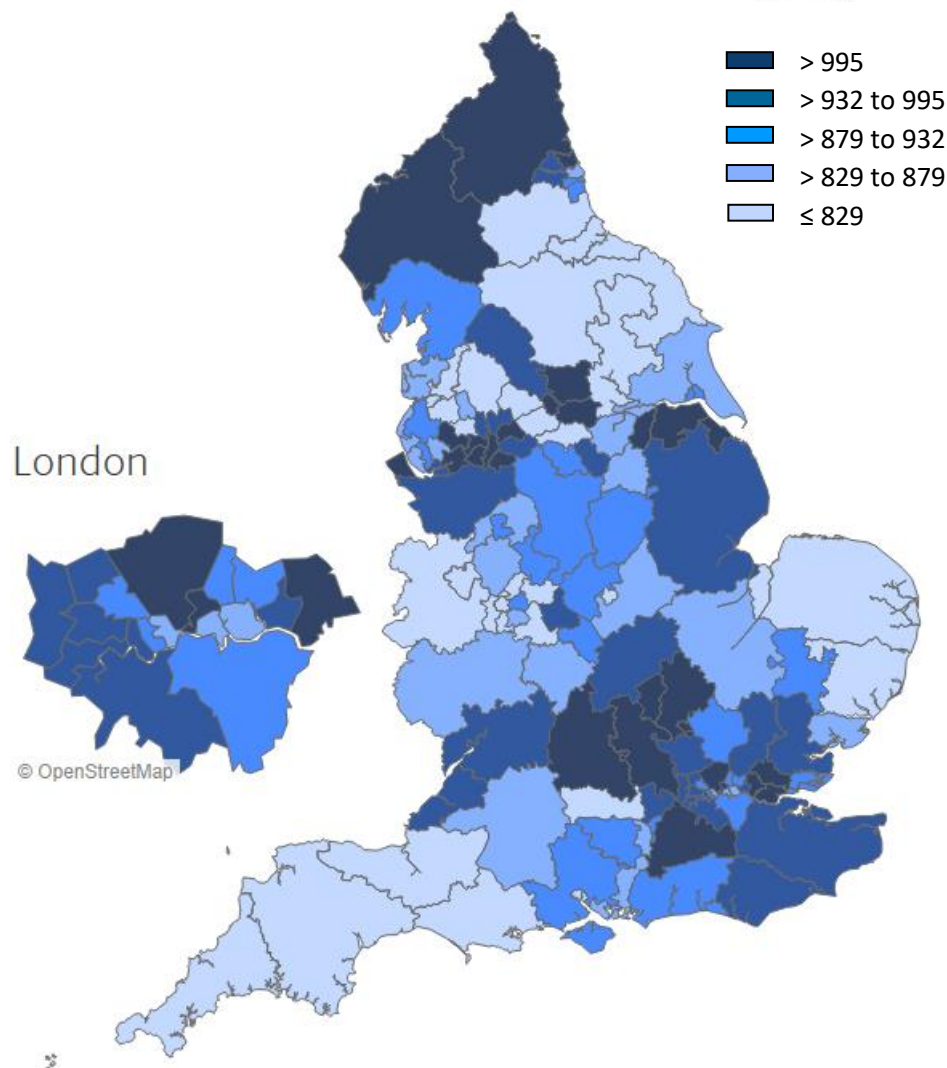 > 995
> 932 to 995
> 879 to 932
> 829 to 879
≤ 829
London
© OpenStreetMap